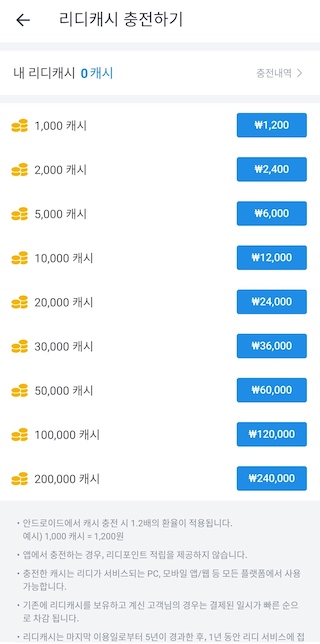 리디캐시 충전하기
내 리디캐시 0 캐시 충전내역
1,000 캐시 ₩1,200
2,000 캐시 ₩2,400
5,000 캐시 ₩6,000
10,000 캐시 ₩12,000
20,000 캐시 ₩24,000
30,000 캐시 ₩36,000
50,000 캐시 ₩60,000
100,000 캐시 ₩120,000
200,000 캐시 ₩240,000
• 안드로이드에서 캐시 충전 시 1.2배의 환율이 적용됩니다.
예시) 1,000 캐시 = 1,200원
• 앱에서 충전하는 경우, 리디포인트 적립을 제공하지 않습니다.
• 충전한 캐시는 리디가 서비스되는 PC, 모바일 앱/웹 등 모든 플랫폼에서 사용
가능합니다.
• 기존에 리디캐시를 보유하고 계신 고객님의 경우는 결제된 일시가 빠른 순으
로 차감 됩니다.
• 리디캐시는 마지막 이용일로부터 5년이 경과한 후, 1년 동안 리디 서비스에 접